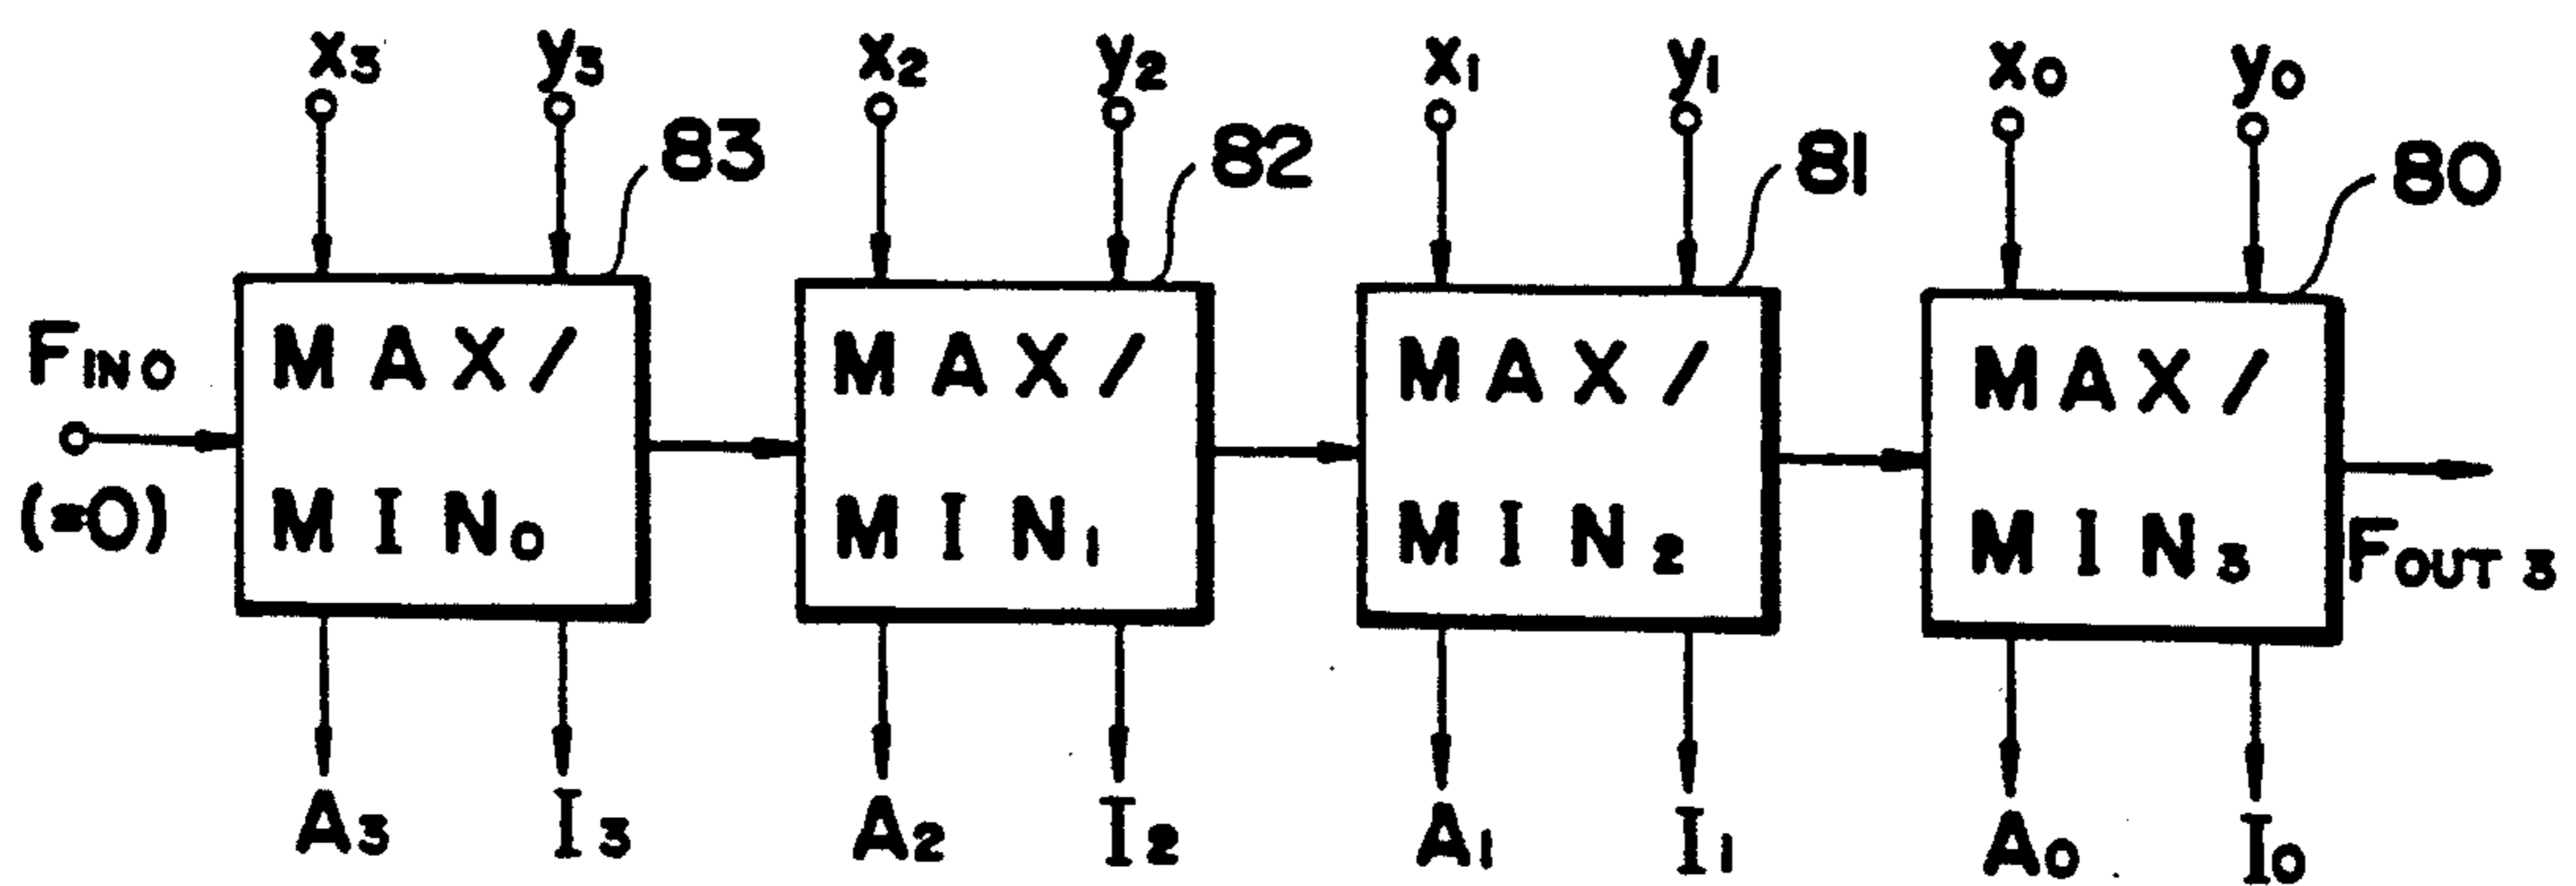 x3 y3 x2 y2 x1 y1 x0 y0
83 82 81 80
FIN0 MAX/ MAX/ MAX/ MAX/
(=0) MIN0 MIN1 MIN2 MIN3 FOUT3
A3 I3 A2 I2 A1 I1 A0 I0